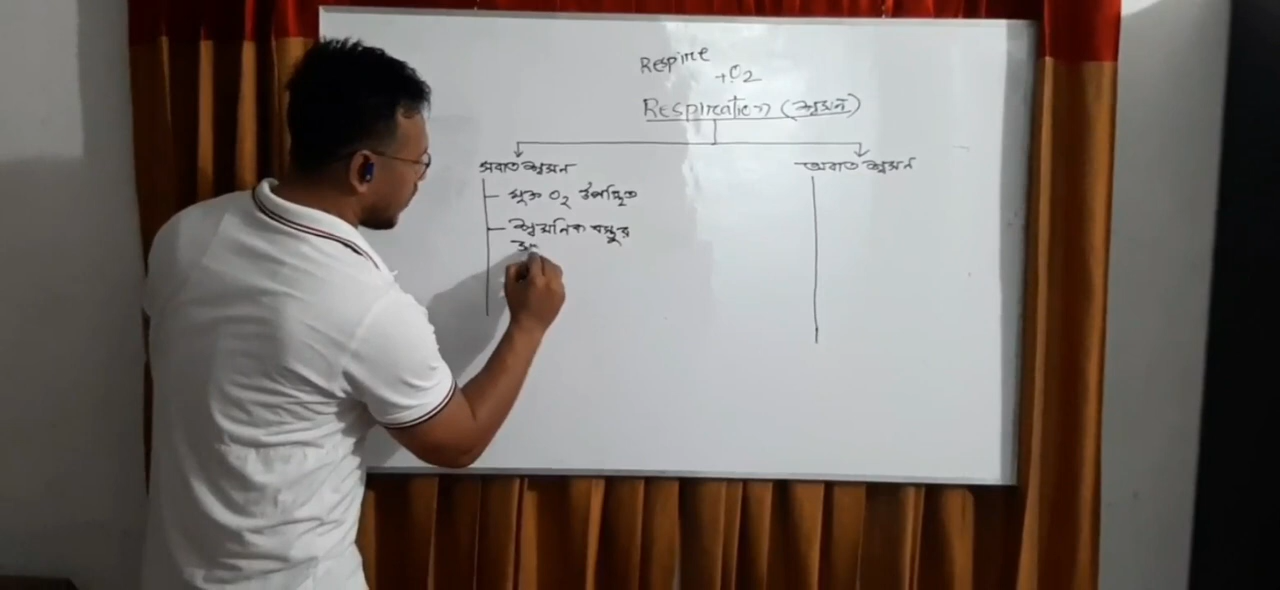 Respire
+O2
Respiration (শ্বসন)
সবাত শ্বসন
অবাত শ্বসন
মুক্ত O2 উপস্থিত
শ্বসনিক বস্তুর